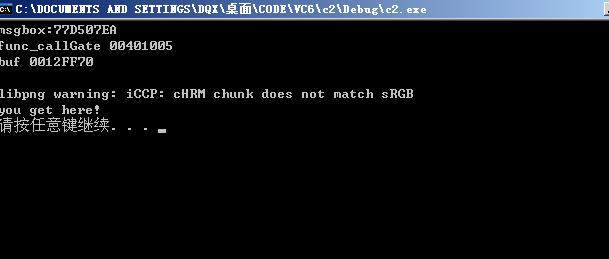 C:\DOCUMENTS AND SETTINGS\DQX\桌面\CODE\VC6\c2\Debug\c2.exe
msgbox:77D507EA
func_callGate 00401005
buf 0012FF70
libpng warning: iCCP: cHRM chunk does not match sRGB
you get here!
请按任意键继续. . .